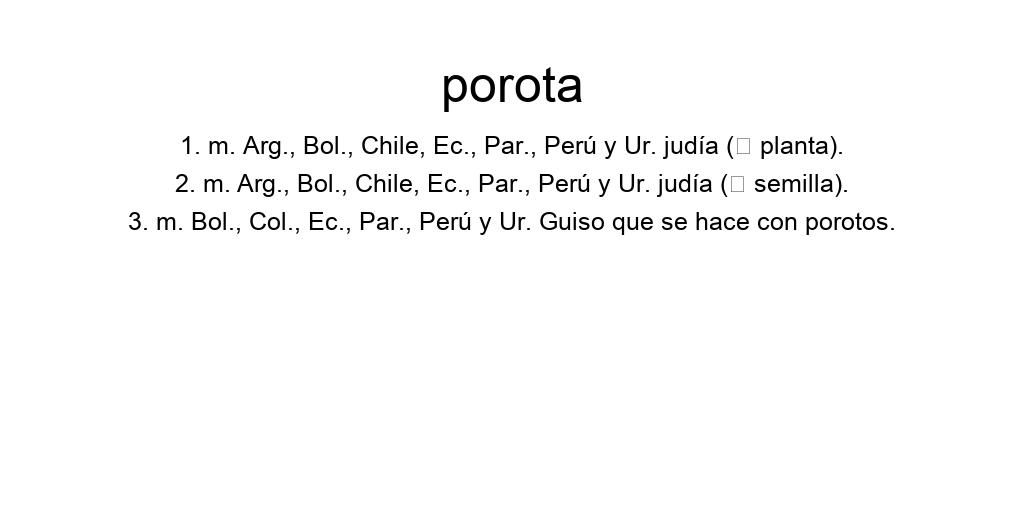 porota
1. m. Arg., Bol., Chile, Ec., Par., Perú y Ur. judía (▯ planta).
2. m. Arg., Bol., Chile, Ec., Par., Perú y Ur. judía (▯ semilla).
3. m. Bol., Col., Ec., Par., Perú y Ur. Guiso que se hace con porotos.